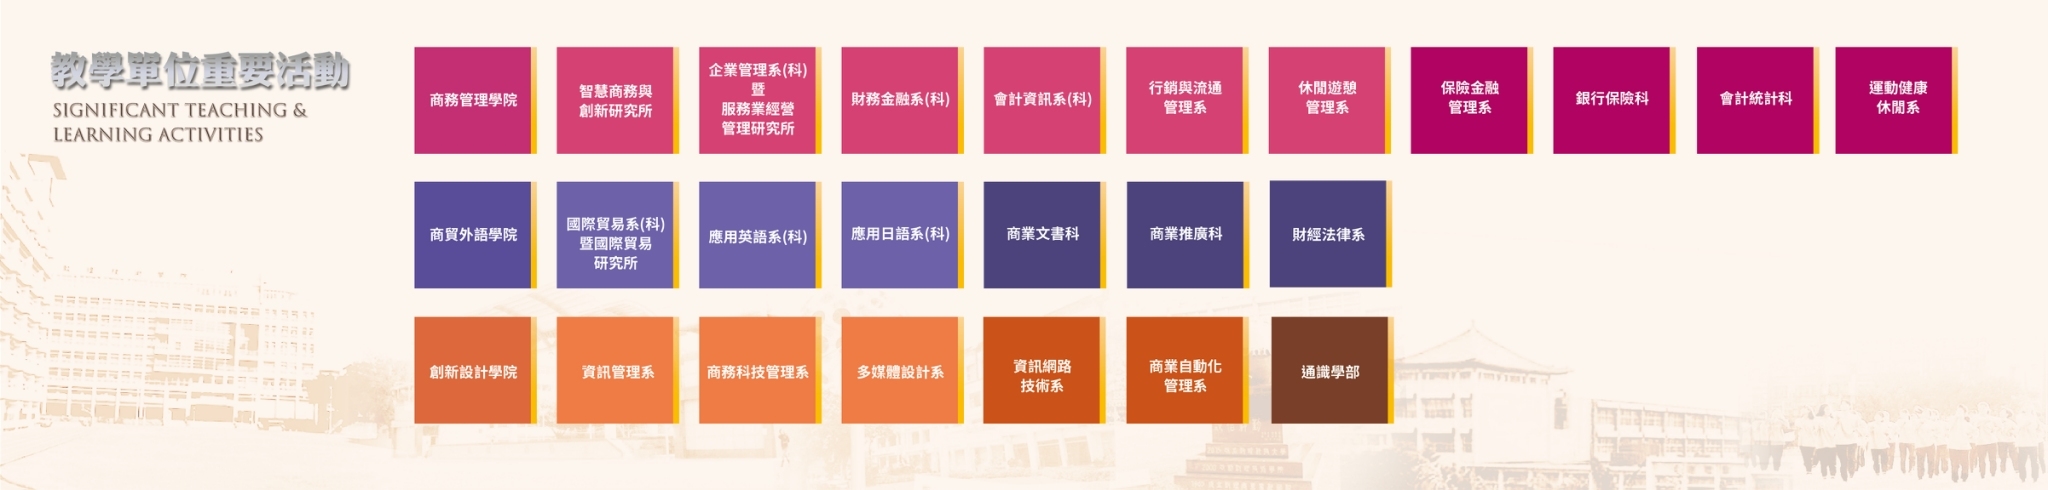 教學單位重要活動
SIGNIFICANT TEACHING &
LEARNING ACTIVITIES
商務管理學院
智慧商務與
創新研究所
企業管理系(科)
暨
服務業經營
管理研究所
財務金融系(科)
會計資訊系(科)
行銷與流通
管理系
休閒遊憩
管理系
保險金融
管理系
銀行保險科
會計統計科
運動健康
休閒系
商貿外語學院
國際貿易系(科)
暨國際貿易
研究所
應用英語系(科)
應用日語系(科)
商業文書科
商業推廣科
財經法律系
創新設計學院
資訊管理系
商務科技管理系
多媒體設計系
資訊網路
技術系
商業自動化
管理系
通識學部